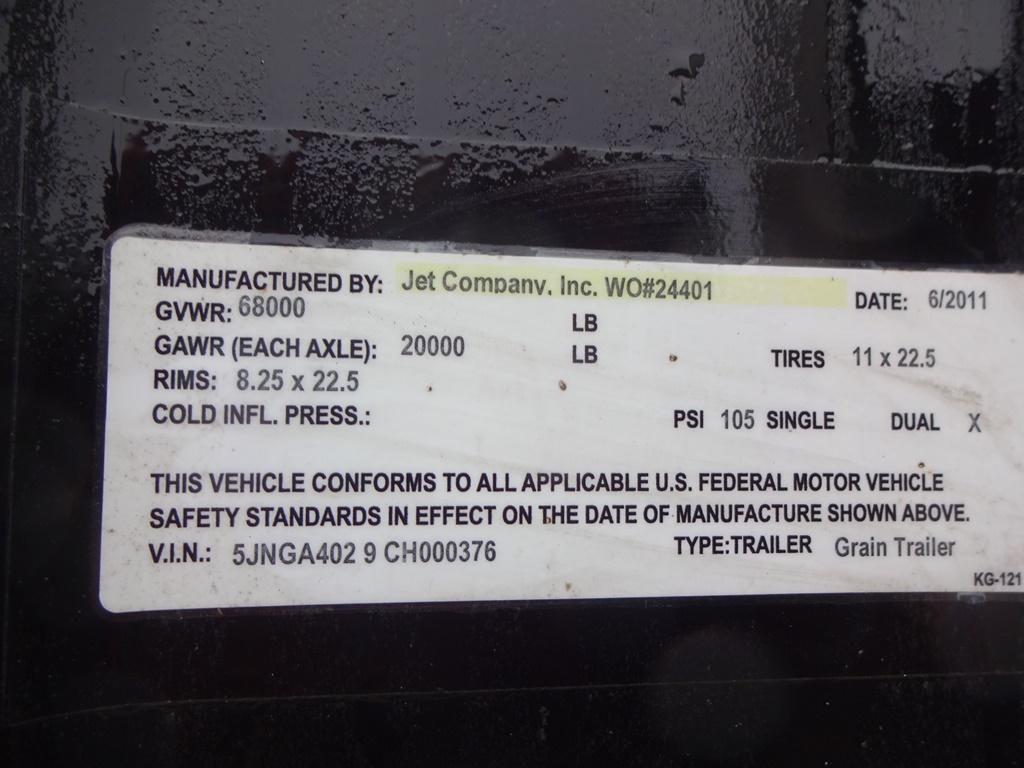 MANUFACTURED BY: Jet Company, Inc. WO#24401 DATE: 6/2011
GVWR: 68000 LB
GAWR (EACH AXLE): 20000 LB TIRES 11 x 22.5
RIMS: 8.25 x 22.5
COLD INFL. PRESS.: PSI 105 SINGLE DUAL X
THIS VEHICLE CONFORMS TO ALL APPLICABLE U.S. FEDERAL MOTOR VEHICLE
SAFETY STANDARDS IN EFFECT ON THE DATE OF MANUFACTURE SHOWN ABOVE.
V.I.N.: 5JNGA402 9 CH000376 TYPE:TRAILER Grain Trailer
KG-121